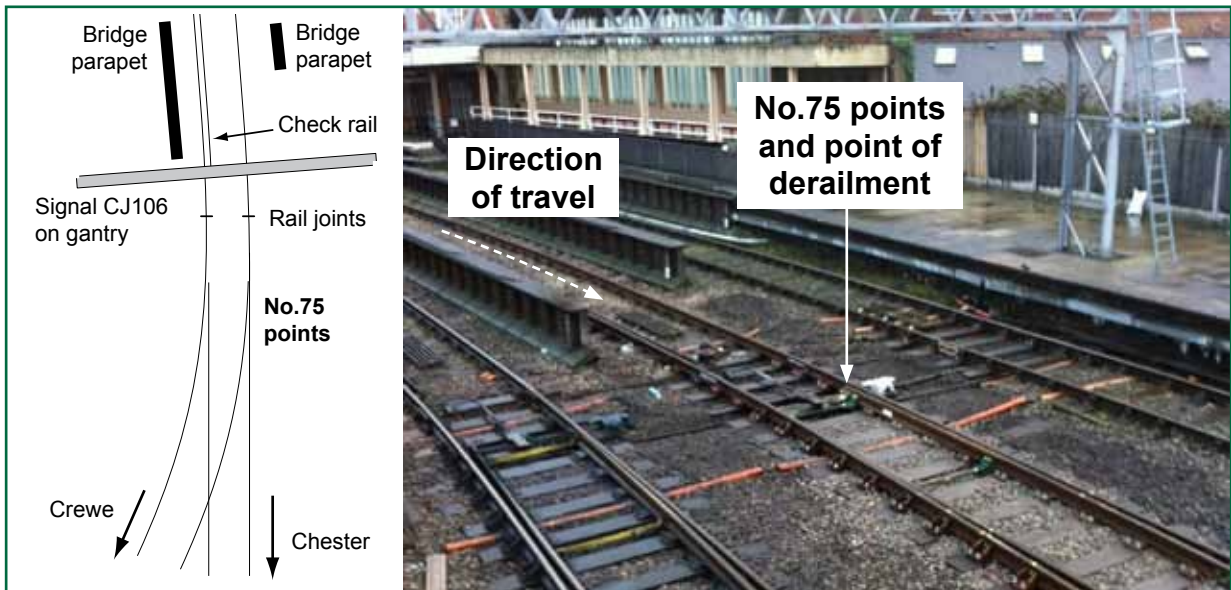 Bridge
parapet
Bridge
parapet
Check rail
Signal CJ106
on gantry
Rail joints
No.75
points
Crewe
Chester
Direction
of travel
No.75 points
and point of
derailment